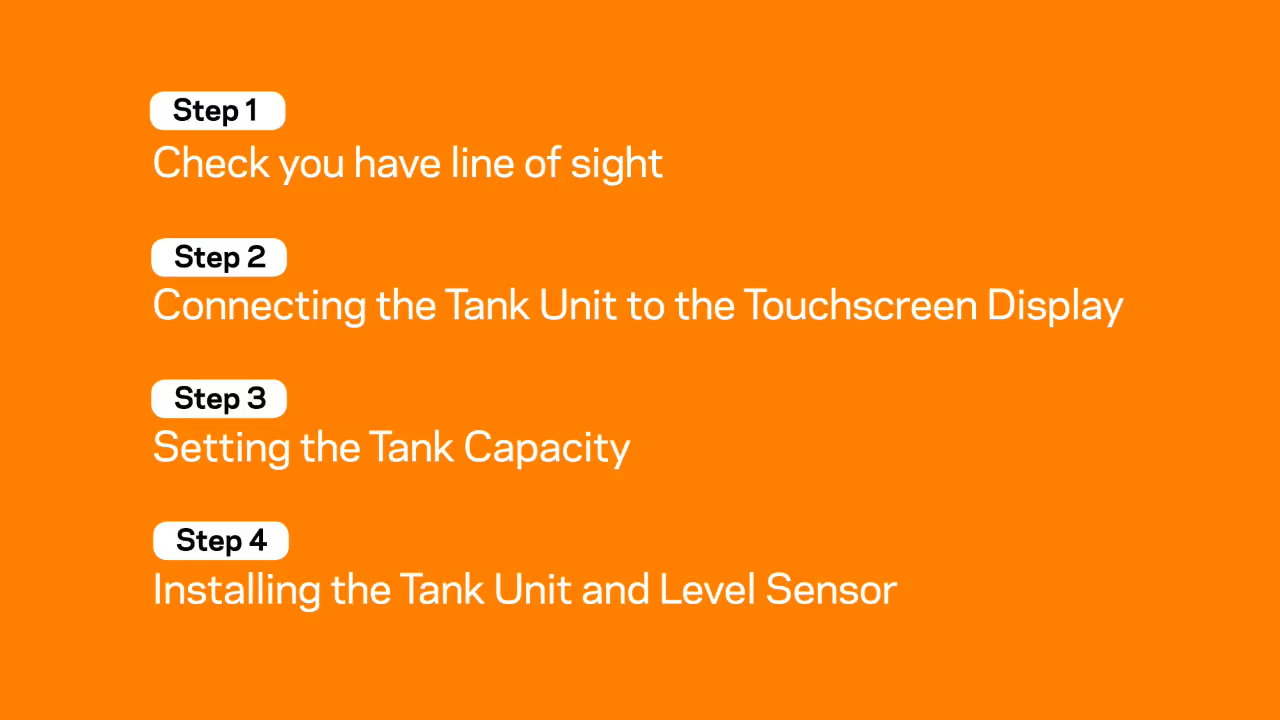 Step 1
Check you have line of sight
Step 2
Connecting the Tank Unit to the Touchscreen Display
Step 3
Setting the Tank Capacity
Step 4
Installing the Tank Unit and Level Sensor